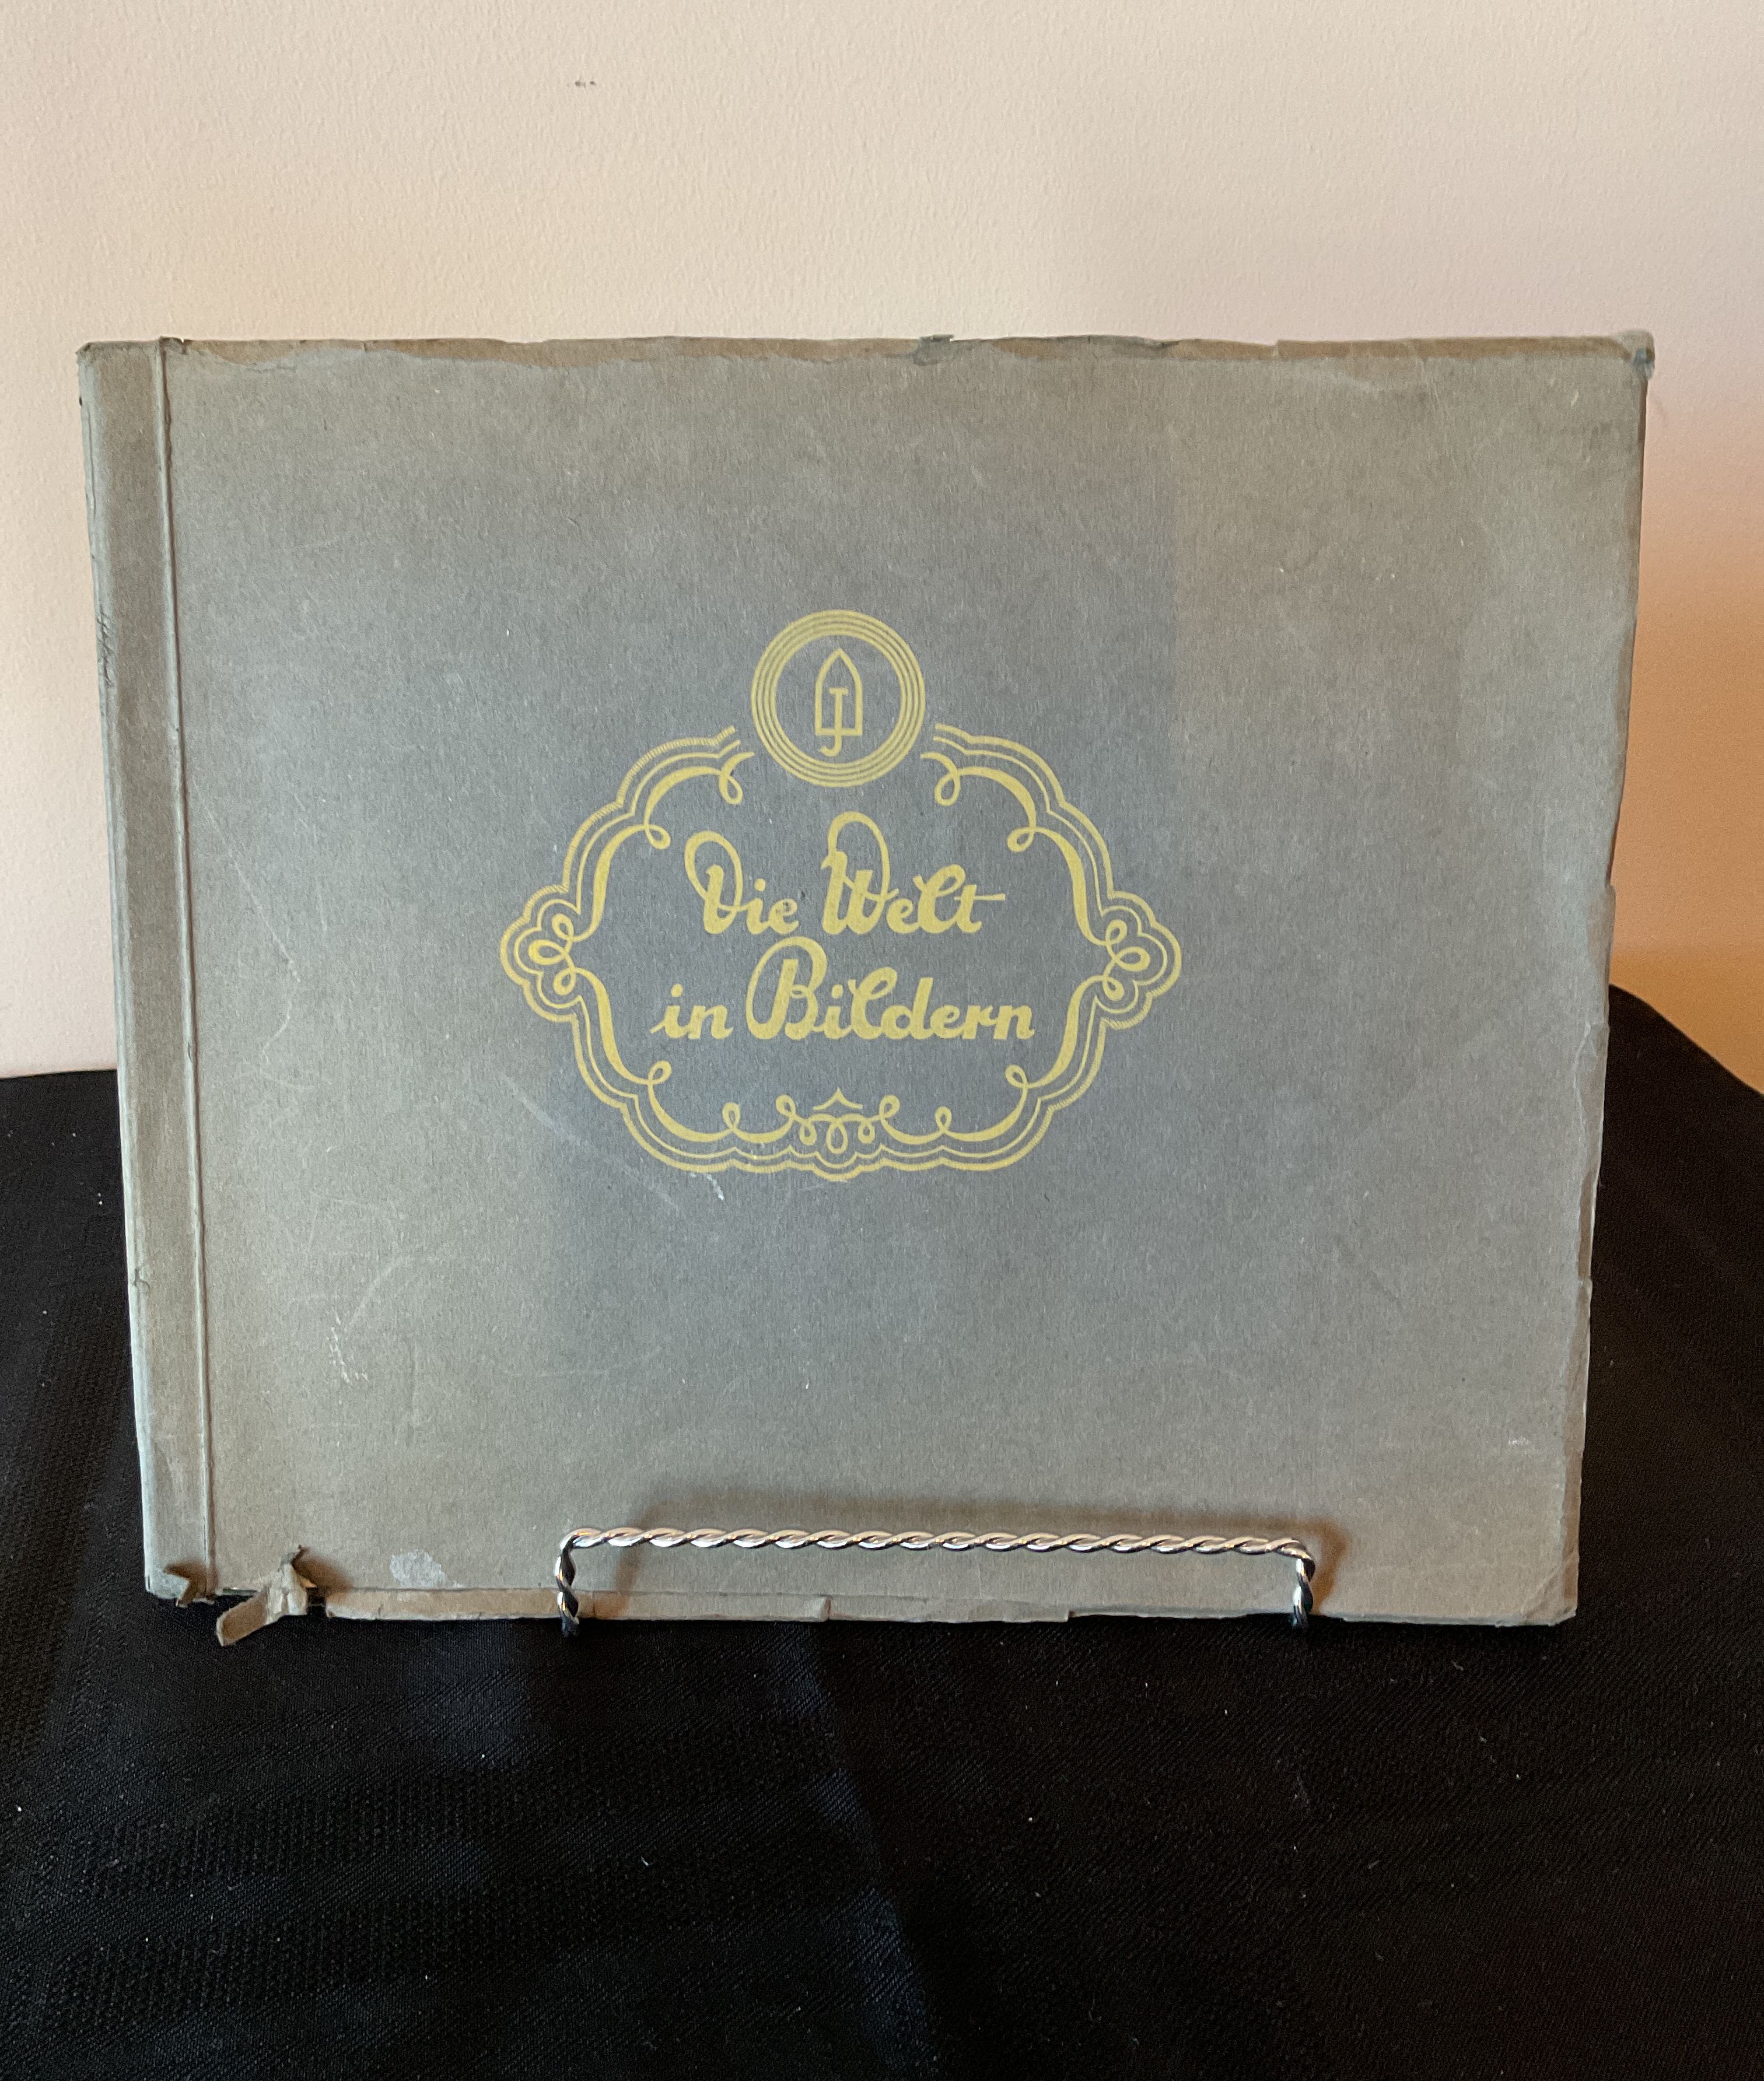 J
Die Welt
in Bildern